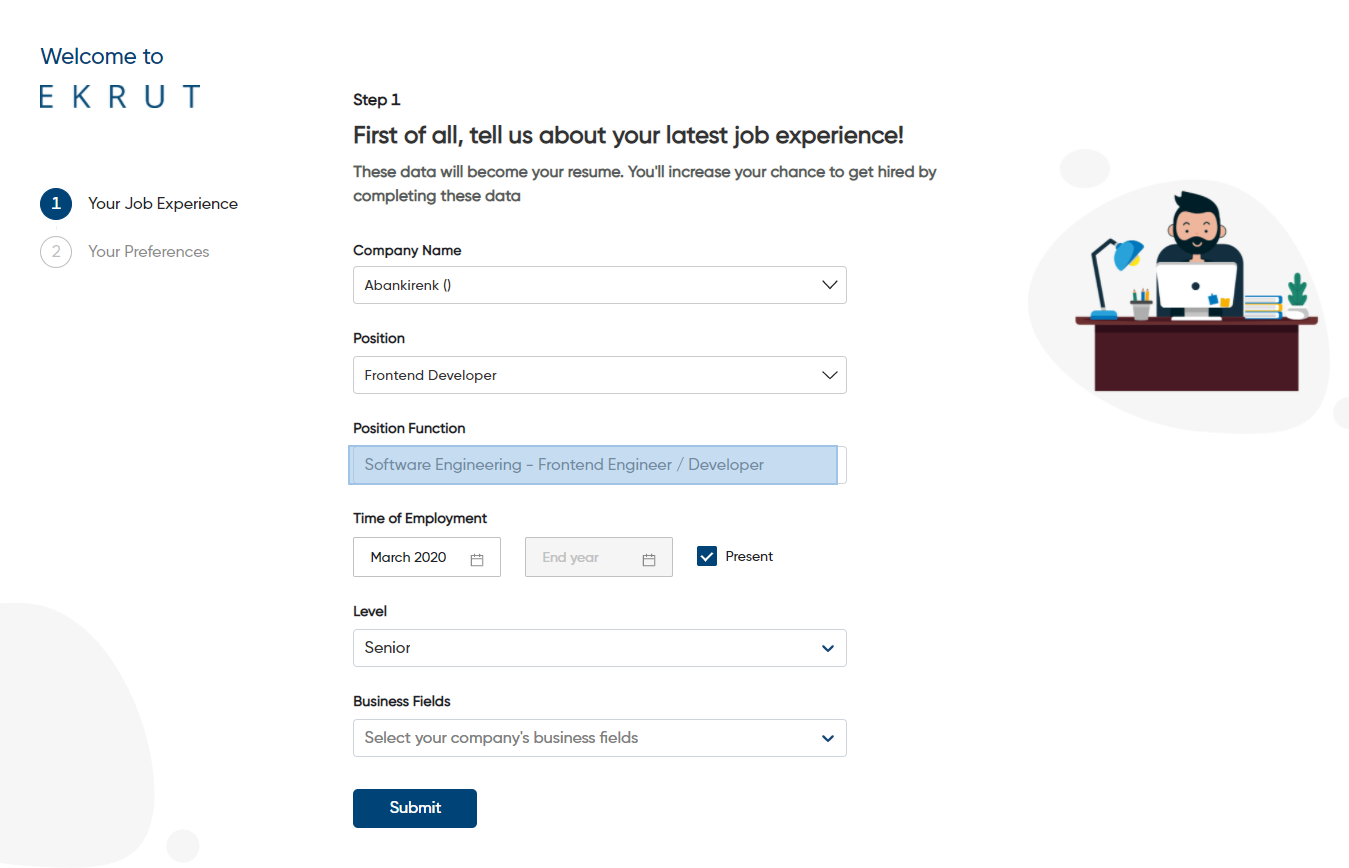 Welcome to
EKRUT
1 Your Job Experience
2 Your Preferences
Step 1
First of all, tell us about your latest job experience!
These data will become your resume. You'll increase your chance to get hired by
completing these data
Company Name
Abankirenk ()
Position
Frontend Developer
Position Function
Software Engineering - Frontend Engineer / Developer
Time of Employment
March 2020 End year Present
Level
Senior
Business Fields
Select your company's business fields
Submit